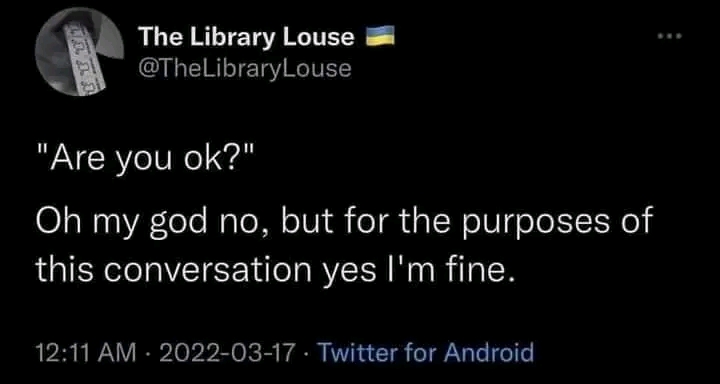 The Library Louse 🇺🇦
@TheLibraryLouse
"Are you ok?"
Oh my god no, but for the purposes of
this conversation yes I'm fine.
12:11 AM · 2022-03-17 · Twitter for Android